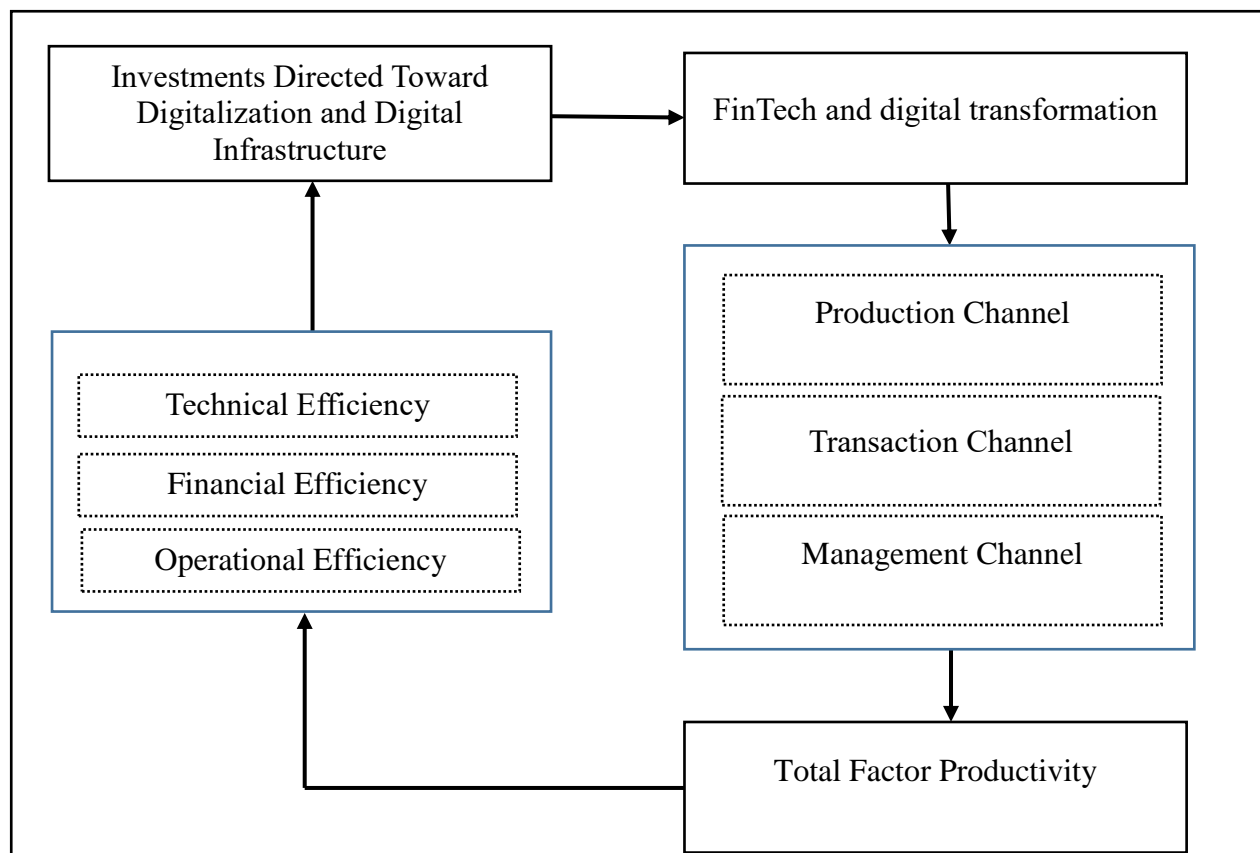 Investments Directed Toward
Digitalization and Digital
Infrastructure
FinTech and digital transformation
Production Channel
Transaction Channel
Management Channel
Technical Efficiency
Financial Efficiency
Operational Efficiency
Total Factor Productivity